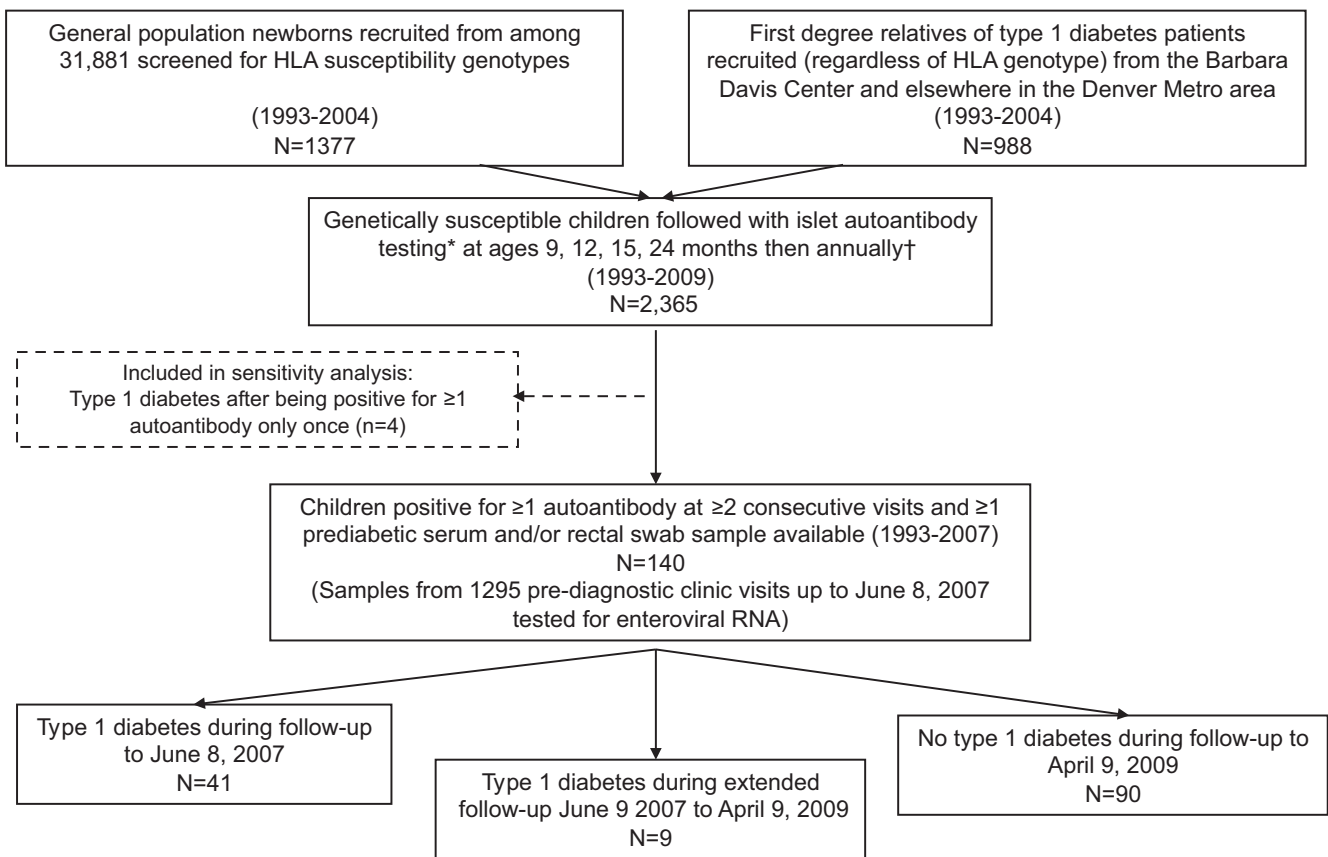 General population newborns recruited from among
31,881 screened for HLA susceptibility genotypes
(1993-2004)
N=1377
First degree relatives of type 1 diabetes patients
recruited (regardless of HLA genotype) from the Barbara
Davis Center and elsewhere in the Denver Metro area
(1993-2004)
N=988
Genetically susceptible children followed with islet autoantibody
testing* at ages 9, 12, 15, 24 months then annually†
(1993-2009)
N=2,365
Included in sensitivity analysis:
Type 1 diabetes after being positive for ≥1
autoantibody only once (n=4)
Children positive for ≥1 autoantibody at ≥2 consecutive visits and ≥1
prediabetic serum and/or rectal swab sample available (1993-2007)
N=140
(Samples from 1295 pre-diagnostic clinic visits up to June 8, 2007
tested for enteroviral RNA)
Type 1 diabetes during follow-up
to June 8, 2007
N=41
Type 1 diabetes during extended
follow-up June 9 2007 to April 9, 2009
N=9
No type 1 diabetes during follow-up to
April 9, 2009
N=90